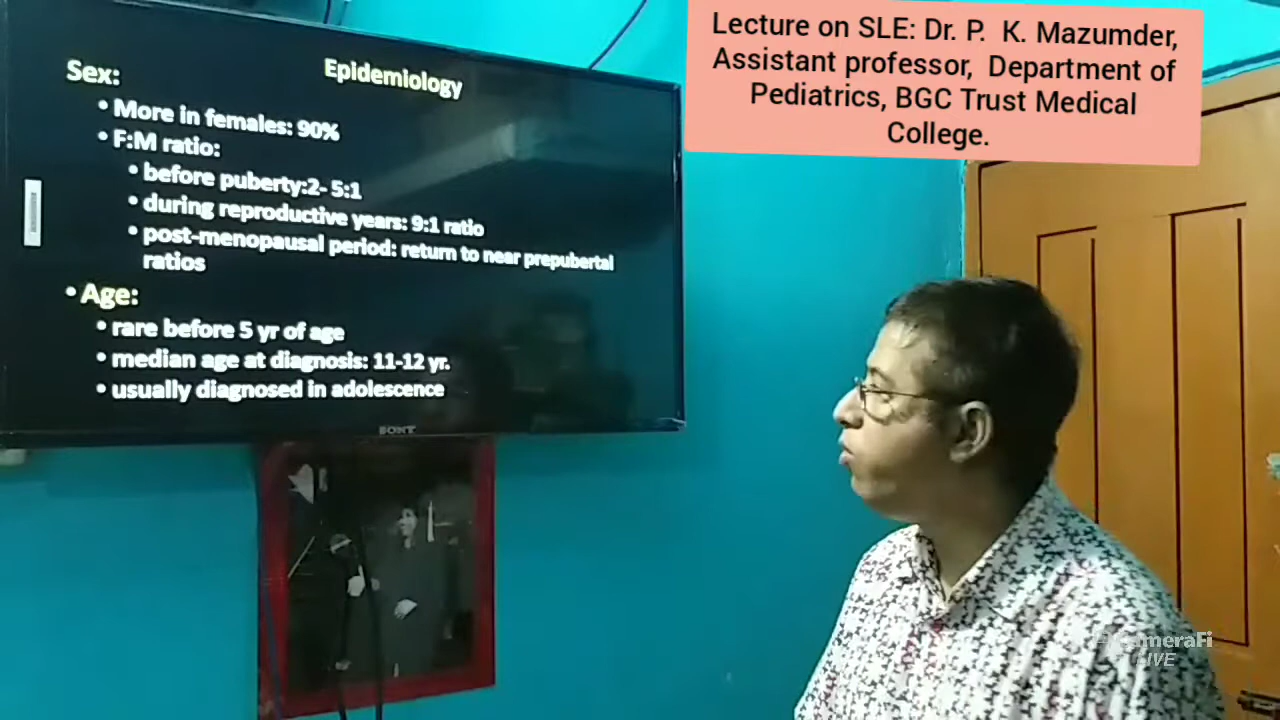 Lecture on SLE: Dr. P. K. Mazumder,
Assistant professor, Department of
Pediatrics, BGC Trust Medical
College.
Epidemiology
Sex:
• More in females: 90%
• F:M ratio:
• before puberty:2- 5:1
• during reproductive years: 9:1 ratio
• post-menopausal period: return to near prepubertal
ratios
• Age:
• rare before 5 yr of age
• median age at diagnosis: 11-12 yr.
• usually diagnosed in adolescence
SONY
CameraFi
LIVE